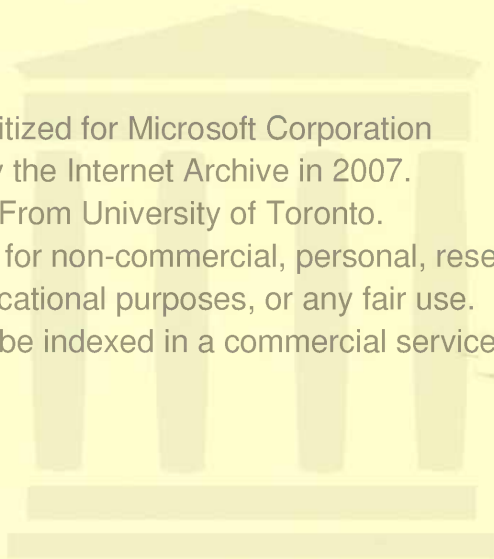 itized for Microsoft Corporation
y the Internet Archive in 2007.
From University of Toronto.
for non-commercial, personal, rese
cational purposes, or any fair use.
be indexed in a commercial service